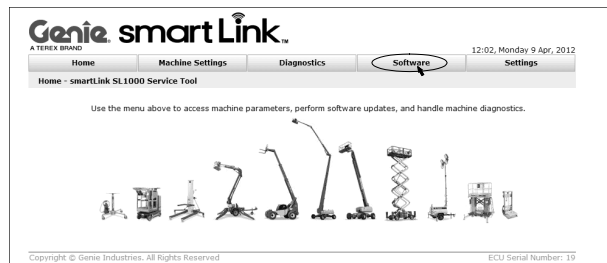 Genie. smartLink™
A TEREX BRAND
12:02, Monday 9 Apr, 2012
Home Machine Settings Diagnostics Software Settings
Home - smartLink SL1000 Service Tool
Use the menu above to access machine parameters, perform software updates, and handle machine diagnostics.
Copyright © Genie Industries. All Rights Reserved ECU Serial Number: 19